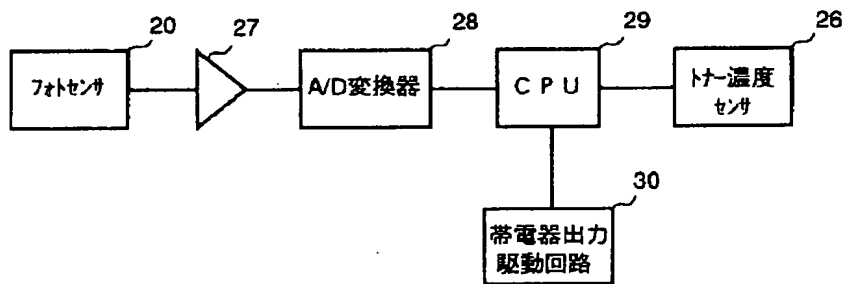 20
27
28
29
26
フォトセンサ
A/D変換器
CPU
トナー濃度
センサ
30
帯電器出力
駆動回路